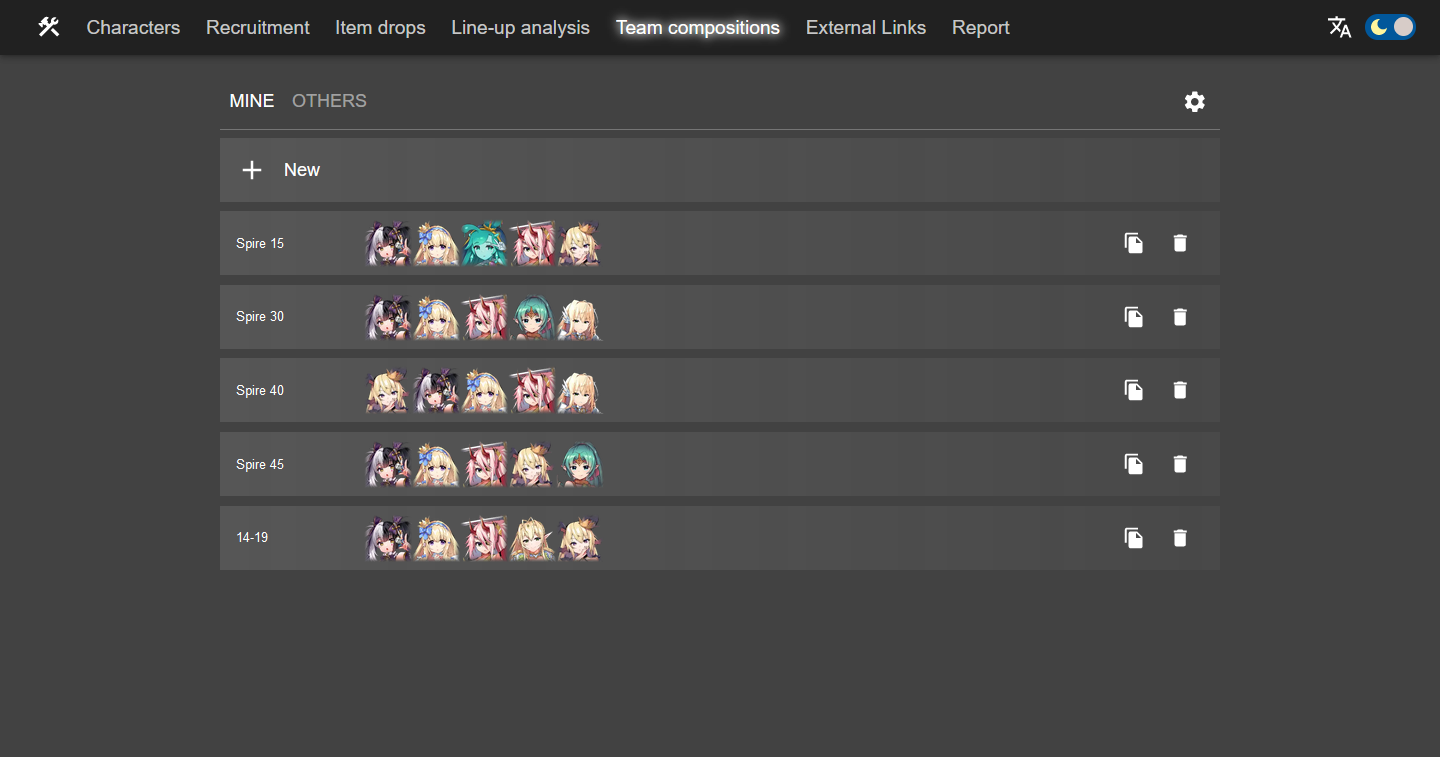 Characters Recruitment Item drops Line-up analysis Team compositions External Links Report
MINE OTHERS
New
Spire 15
Spire 30
Spire 40
Spire 45
14-19